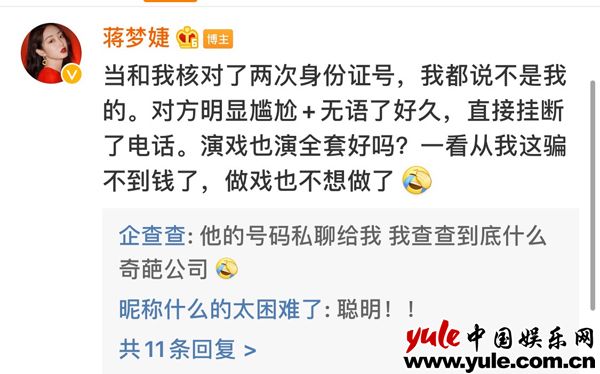 蒋梦婕 博主
当和我核对了两次身份证号，我都说不是我
的。对方明显尴尬+无语了好久，直接挂断
了电话。演戏也演全套好吗？一看从我这骗
不到钱了，做戏也不想做了
企查查: 他的号码私聊给我 我查查到底什么
奇葩公司
昵称什么的太困难了: 聪明！！
共11条回复 >
yule 中国娱乐网
www.yule.com.cn